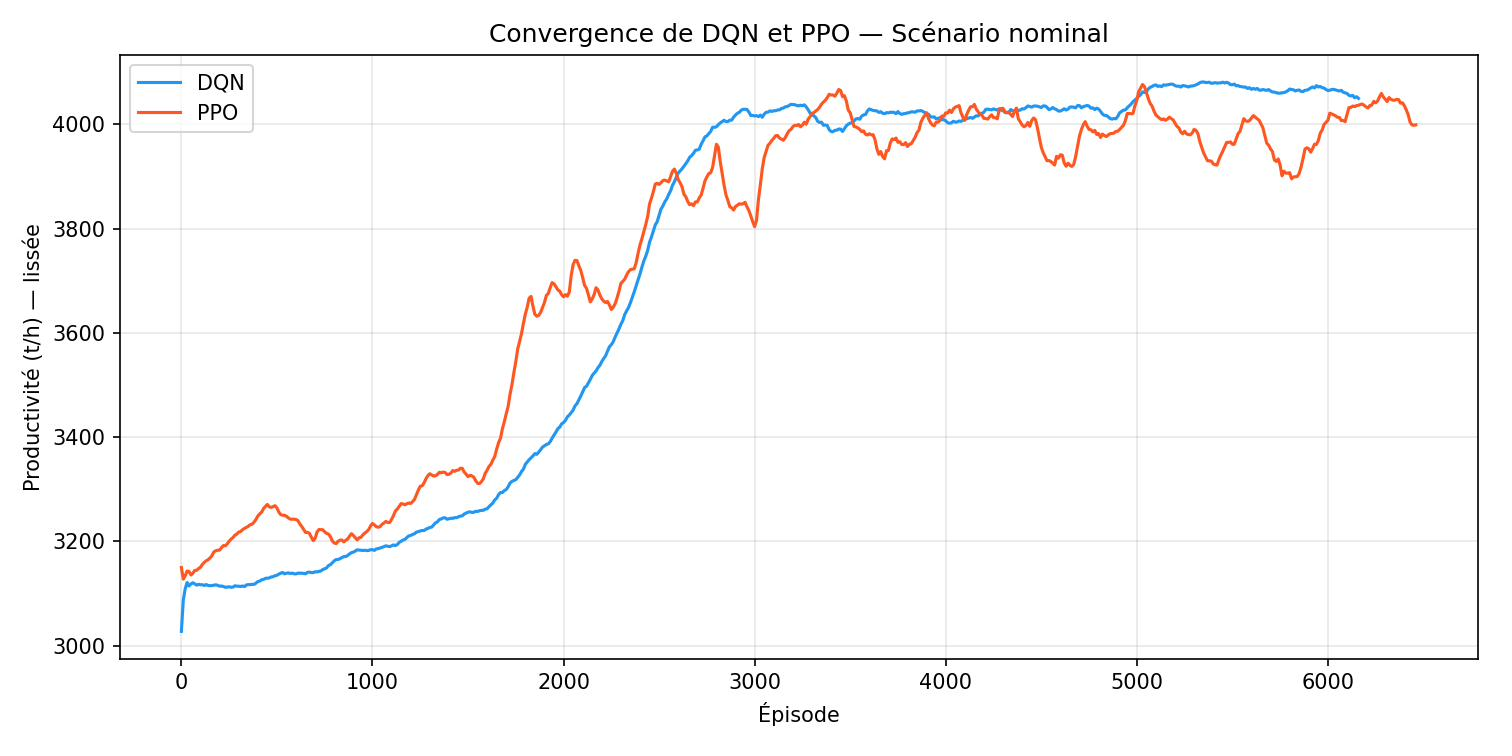 Convergence de DQN et PPO — Scénario nominal
DQN
PPO
Productivité (t/h) — lissée
4000
3800
3600
3400
3200
3000
0 1000 2000 3000 4000 5000 6000
Épisode